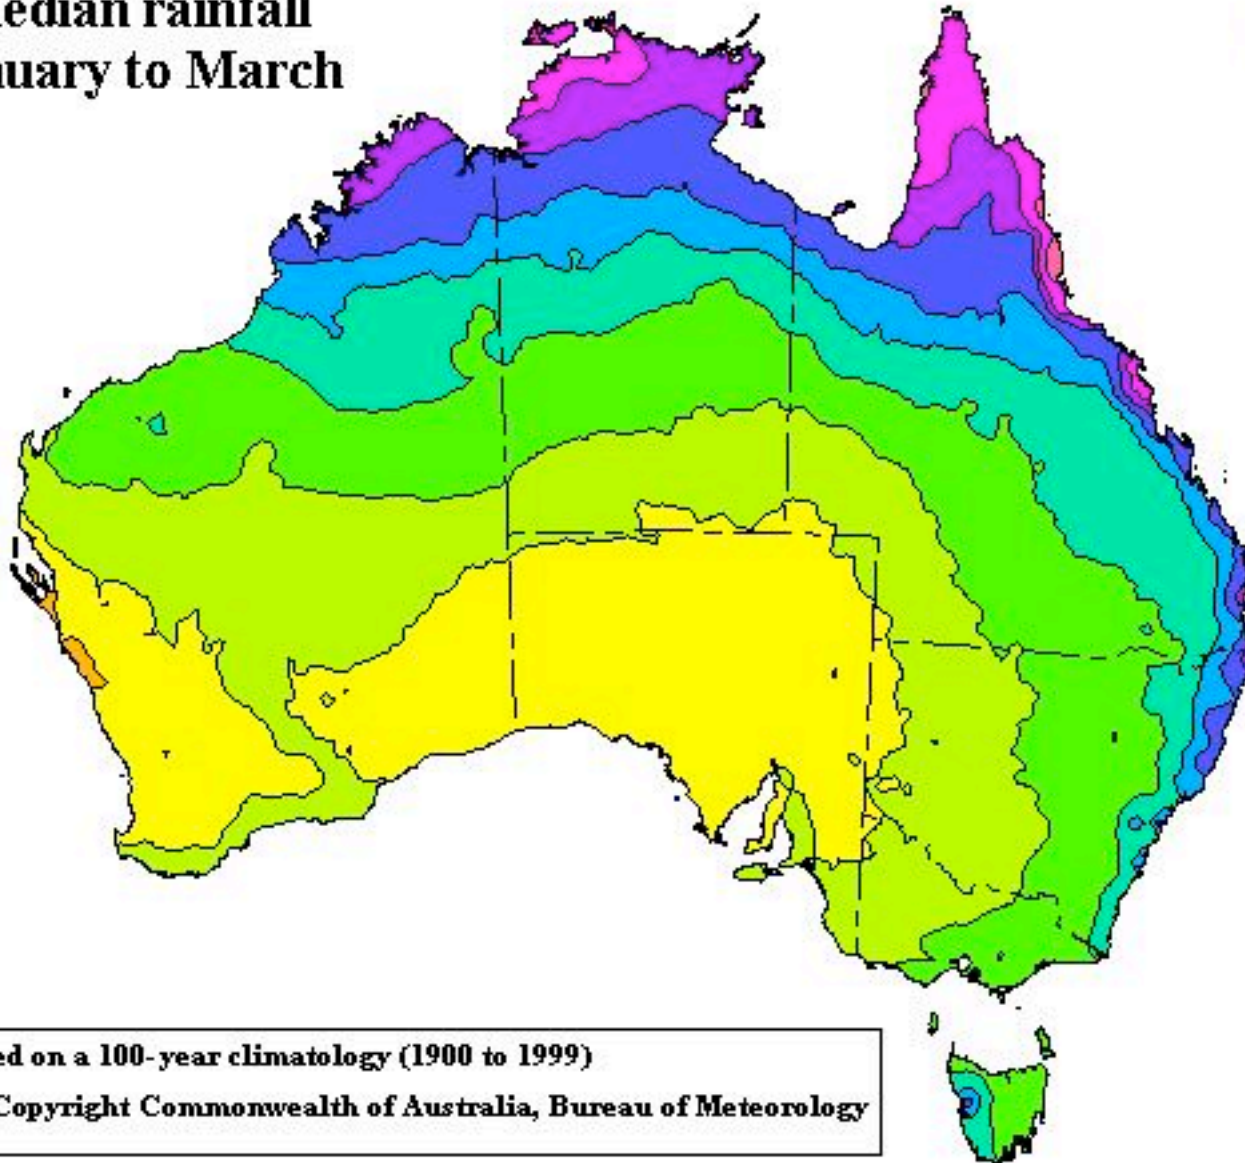 edian rainfall
nuary to March
ed on a 100-year climatology (1900 to 1999)
Copyright Commonwealth of Australia, Bureau of Meteorology